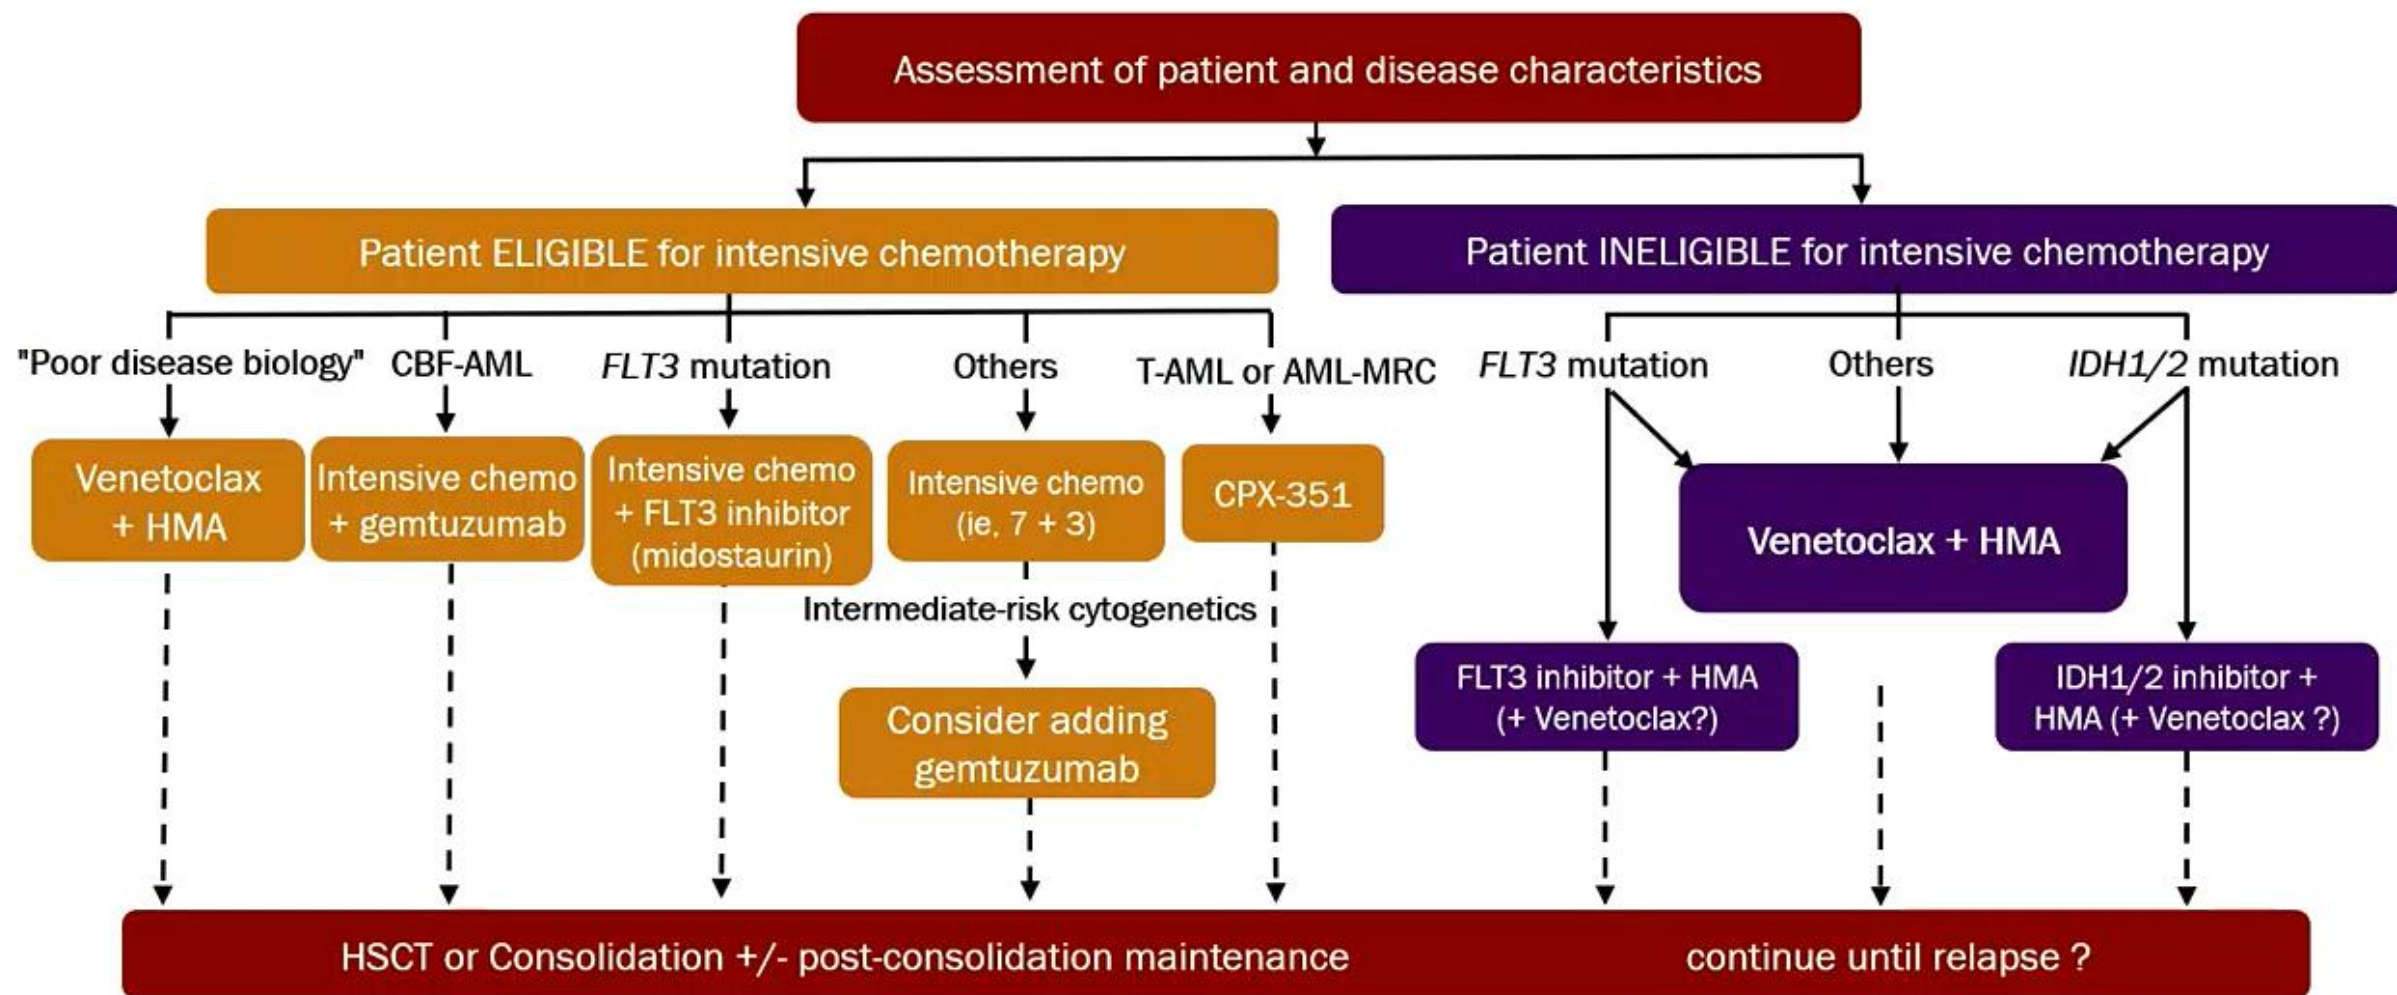 Assessment of patient and disease characteristics
Patient ELIGIBLE for intensive chemotherapy
Patient INELIGIBLE for intensive chemotherapy
"Poor disease biology"
CBF-AML
FLT3 mutation
Others
T-AML or AML-MRC
FLT3 mutation
Others
IDH1/2 mutation
Venetoclax
+ HMA
Intensive chemo
+ gemtuzumab
Intensive chemo
+ FLT3 inhibitor
(midostaurin)
Intensive chemo
(ie, 7 + 3)
CPX-351
Venetoclax + HMA
Intermediate-risk cytogenetics
Consider adding
gemtuzumab
FLT3 inhibitor + HMA
(+ Venetoclax?)
IDH1/2 inhibitor +
HMA (+ Venetoclax ?)
HSCT or Consolidation +/- post-consolidation maintenance
continue until relapse ?